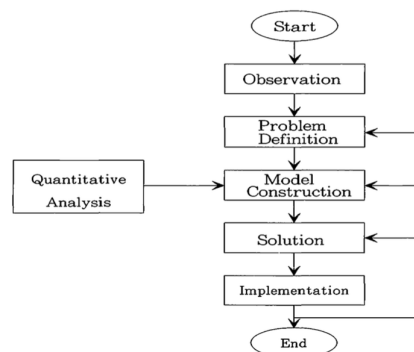 Start
Observation
Problem
Definition
Quantitative
Analysis
Model
Construction
Solution
Implementation
End